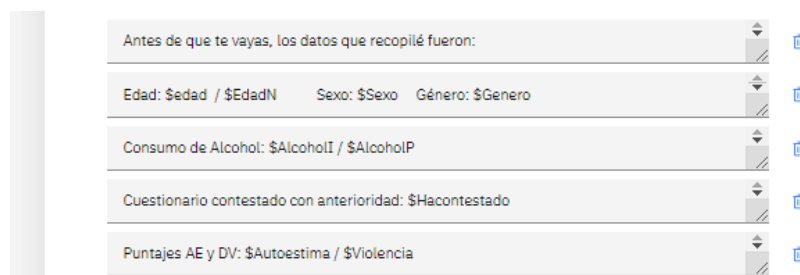 Antes de que te vayas, los datos que recopilé fueron:
Edad: $edad / $EdadN Sexo: $Sexo Género: $Genero
Consumo de Alcohol: $AlcoholI / $AlcoholP
Cuestionario contestado con anterioridad: $Hacontestado
Puntajes AE y DV: $Autoestima / $Violencia